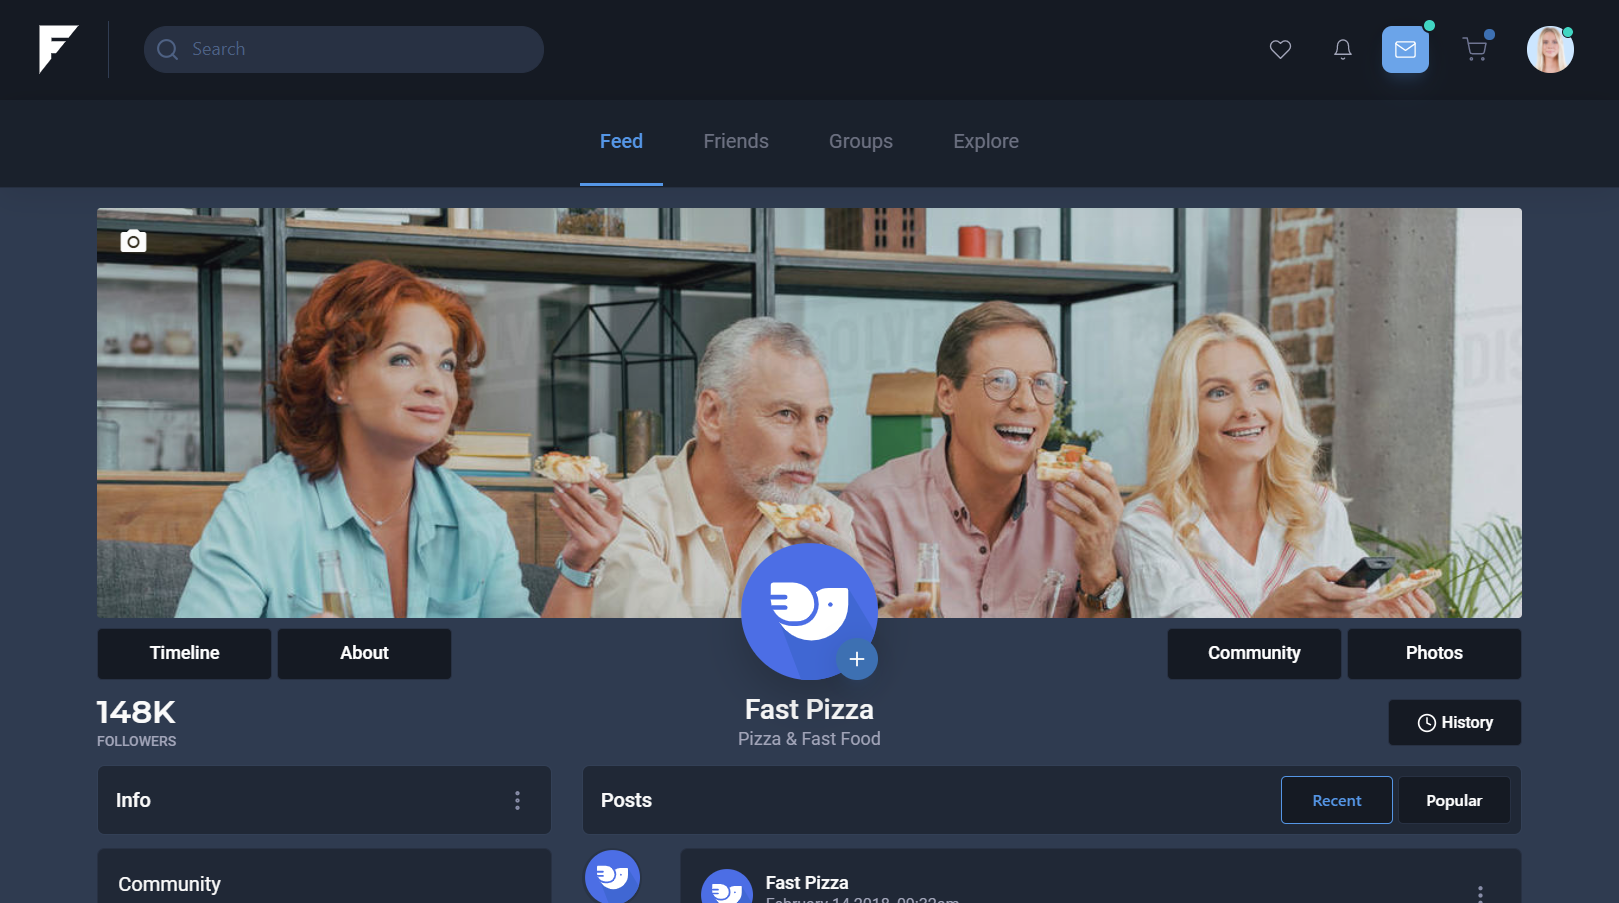 Search
Feed
Friends
Groups
Explore
Timeline
About
Community
Photos
148K
FOLLOWERS
Fast Pizza
Pizza & Fast Food
History
Info
Posts
Recent
Popular
Community
Fast Pizza